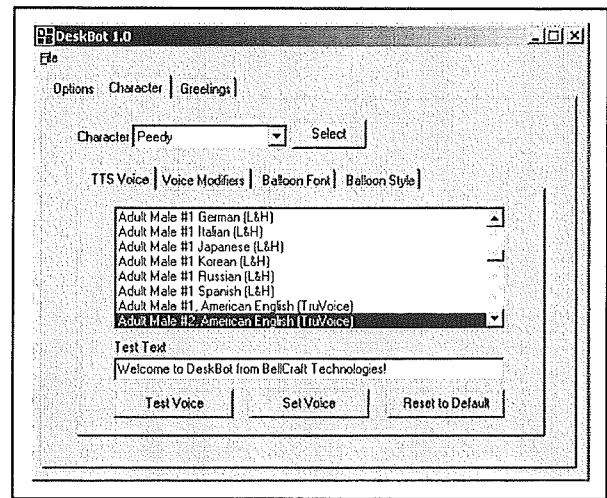 DeskBot 1.0
File
Options Character Greetings
Character Peedy Select
TTS Voice Voice Modifiers Balloon Font Balloon Style
Adult Male #1 German (L&H)
Adult Male #1 Italian (L&H)
Adult Male #1 Japanese (L&H)
Adult Male #1 Korean (L&H)
Adult Male #1 Russian (L&H)
Adult Male #1 Spanish (L&H)
Adult Male #1, American English (TruVoice)
Adult Male #2, American English (TruVoice)
Test Text
Welcome to DeskBot from BellCraft Technologies!
Test Voice Set Voice Reset to Default